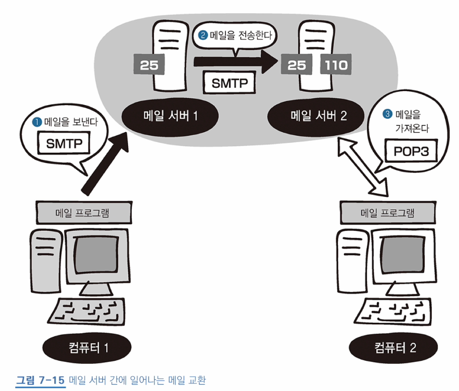 ❷ 메일을 전송한다
25
SMTP
25 110
메일 서버 1
메일 서버 2
❶ 메일을 보낸다
SMTP
❸ 메일을
가져온다
POP3
메일 프로그램
메일 프로그램
컴퓨터 1
컴퓨터 2
그림 7-15 메일 서버 간에 일어나는 메일 교환